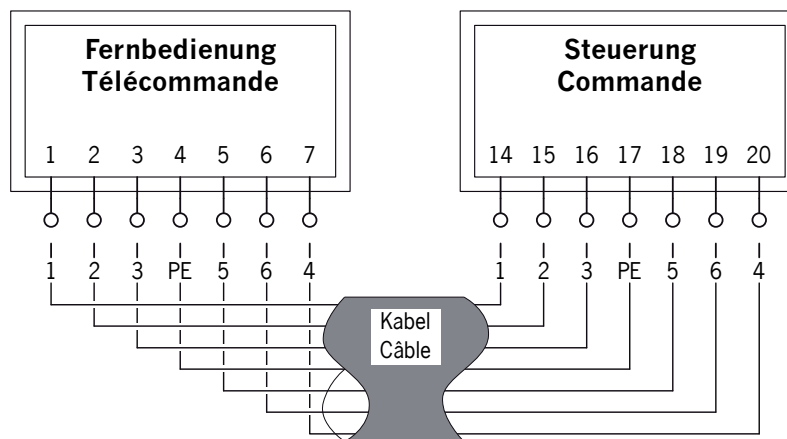 Fernbedienung
Télécommande
1 2 3 4 5 6 7
1 2 3 PE 5 6 4
Steuerung
Commande
14 15 16 17 18 19 20
1 2 3 PE 5 6 4
Kabel
Câble